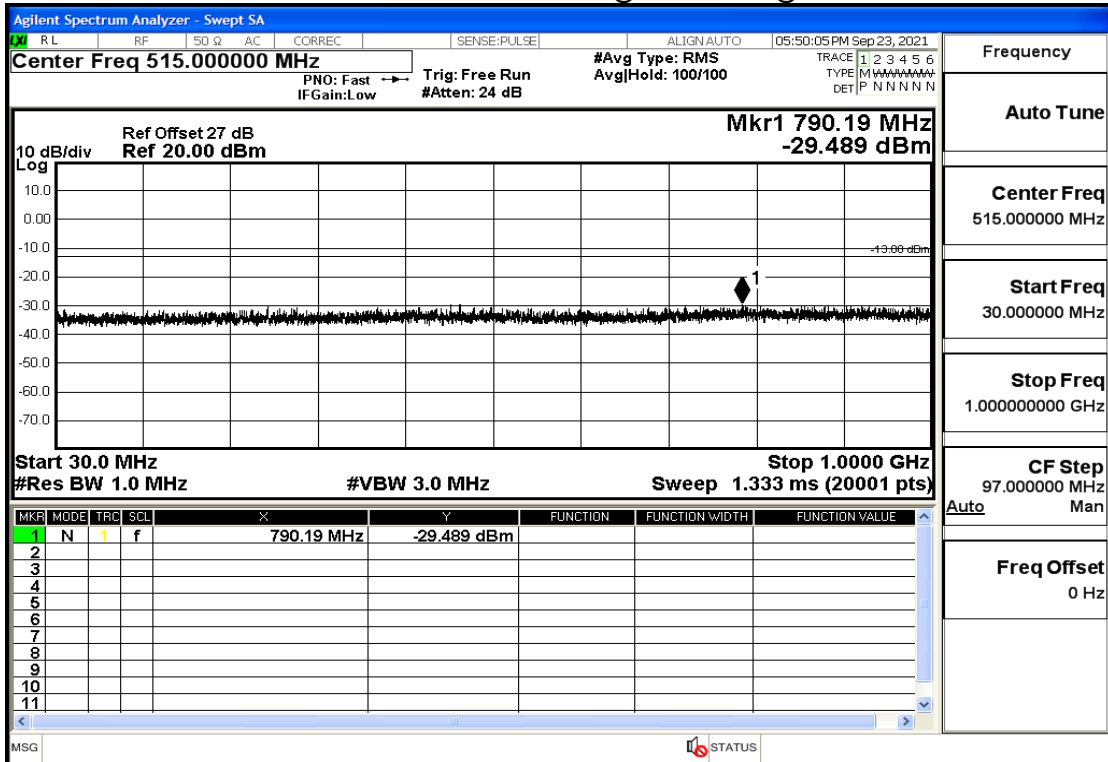 Agilent Spectrum Analyzer - Swept SA
LXI RL RF 50 Ω AC CORREC SENSE:PULSE ALIGN AUTO 05:50:05 PM Sep 23, 2021
Center Freq 515.000000 MHz
PNO: Fast
IFGain:Low
Trig: Free Run
#Atten: 24 dB
#Avg Type: RMS
Avg|Hold: 100/100
TRACE 1 2 3 4 5 6
TYPE M WWWWW
DET P N N N N N
Ref Offset 27 dB
10 dB/div Ref 20.00 dBm
Log
Mkr1 790.19 MHz
-29.489 dBm
10.0
0.00
-10.0
-20.0
-30.0
-40.0
-50.0
-60.0
-70.0
-13.00 dBm
1
Start 30.0 MHz
Stop 1.0000 GHz
#Res BW 1.0 MHz #VBW 3.0 MHz Sweep 1.333 ms (20001 pts)
MKR MODE TRC SCL X Y FUNCTION FUNCTION WIDTH FUNCTION VALUE
1 N 1 f 790.19 MHz -29.489 dBm
2
3
4
5
6
7
8
9
10
11
MSG STATUS
Frequency
Auto Tune
Center Freq
515.000000 MHz
Start Freq
30.000000 MHz
Stop Freq
1.000000000 GHz
CF Step
97.000000 MHz
Auto Man
Freq Offset
0 Hz